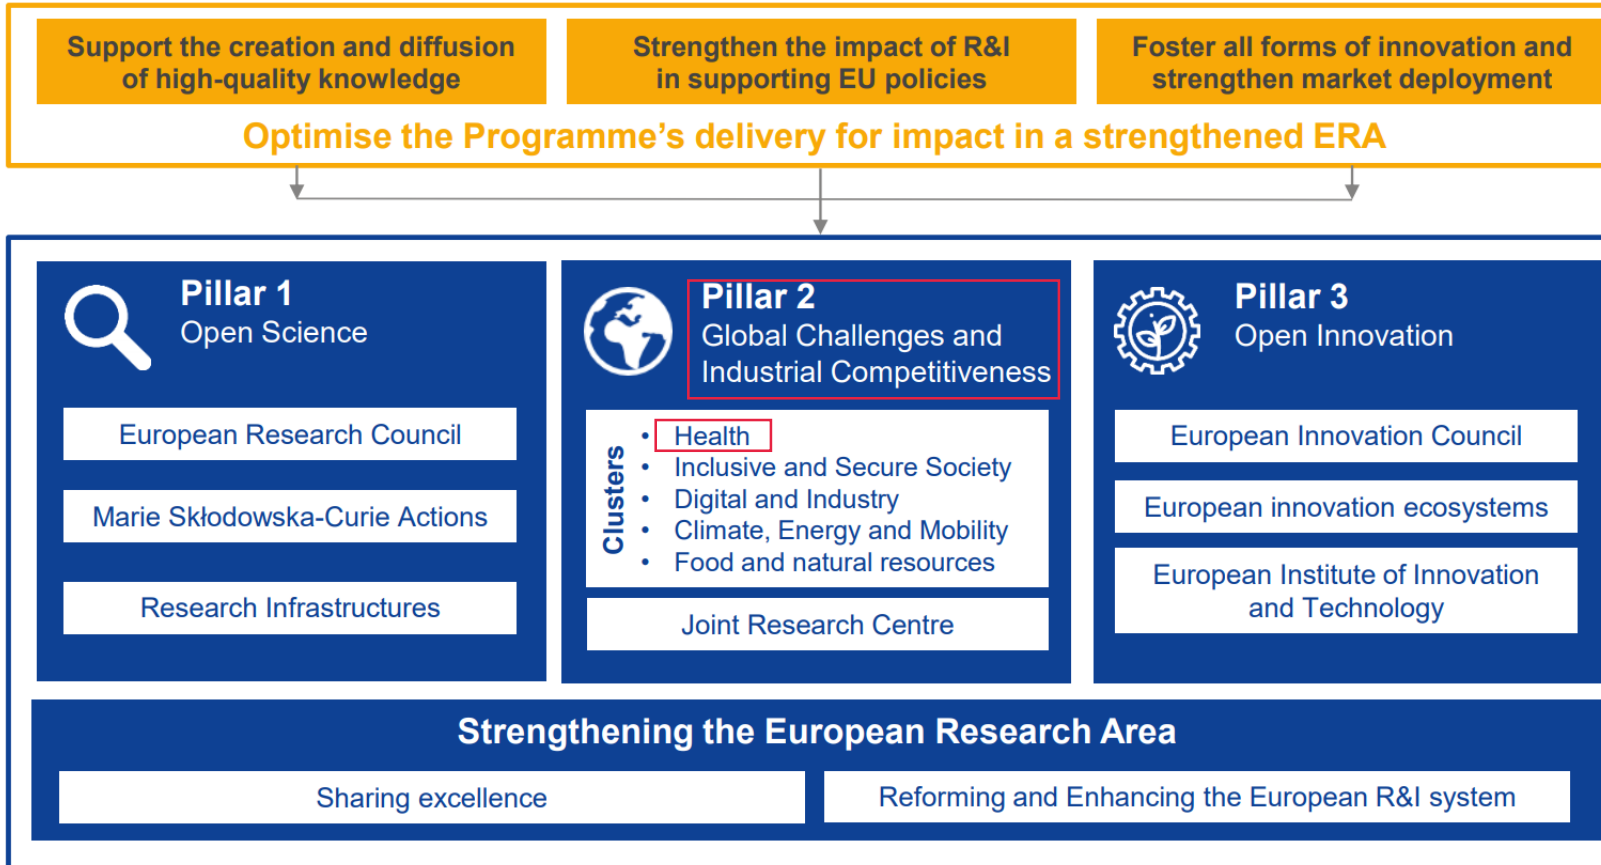 Support the creation and diffusion
of high-quality knowledge
Strengthen the impact of R&I
in supporting EU policies
Foster all forms of innovation and
strengthen market deployment
Optimise the Programme’s delivery for impact in a strengthened ERA
Pillar 1
Open Science
European Research Council
Marie Skłodowska-Curie Actions
Research Infrastructures
Pillar 2
Global Challenges and
Industrial Competitiveness
Clusters
• Health
• Inclusive and Secure Society
• Digital and Industry
• Climate, Energy and Mobility
• Food and natural resources
Joint Research Centre
Pillar 3
Open Innovation
European Innovation Council
European innovation ecosystems
European Institute of Innovation
and Technology
Strengthening the European Research Area
Sharing excellence
Reforming and Enhancing the European R&I system